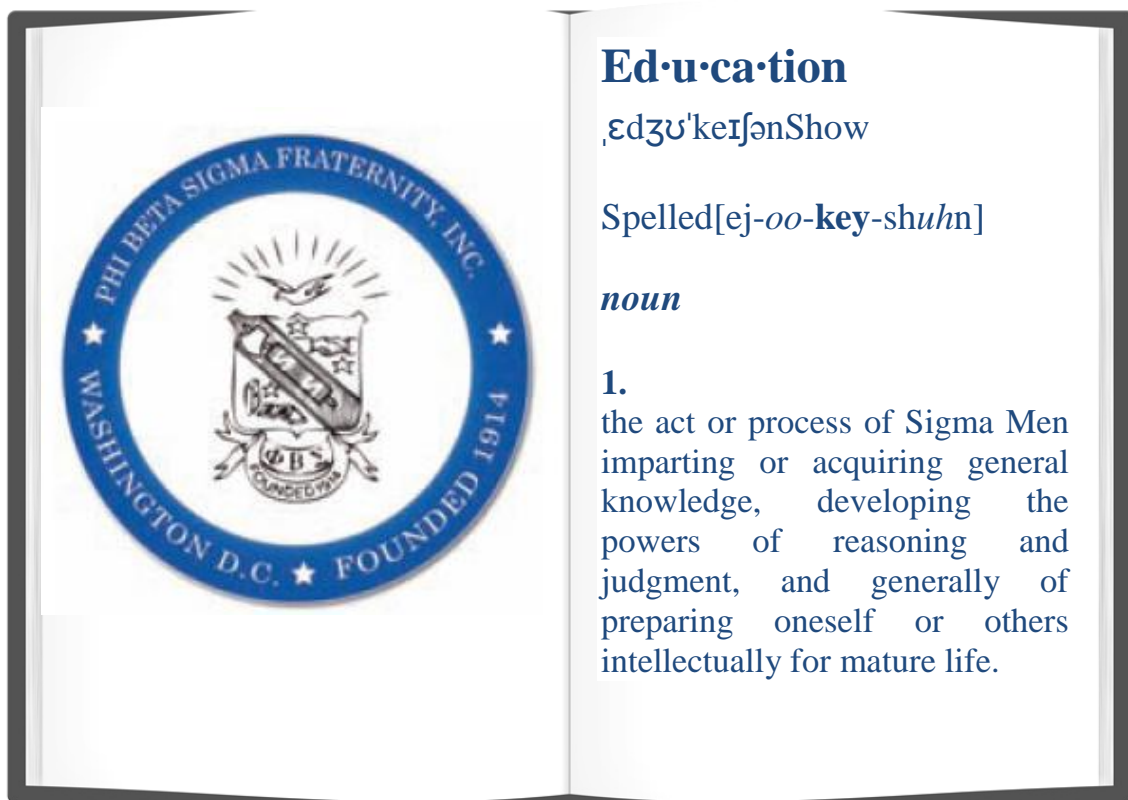 PHI BETA SIGMA FRATERNITY, INC.
WASHINGTON D.C. ★ FOUNDED 1914
ΦΒΣ
FOUNDED 1914
Ed·u·ca·tion
ˌɛdʒʊˈkeɪʃənShow
Spelled[ej-oo-key-shuhn]
noun
1.
the act or process of Sigma Men
imparting or acquiring general
knowledge, developing the
powers of reasoning and
judgment, and generally of
preparing oneself or others
intellectually for mature life.